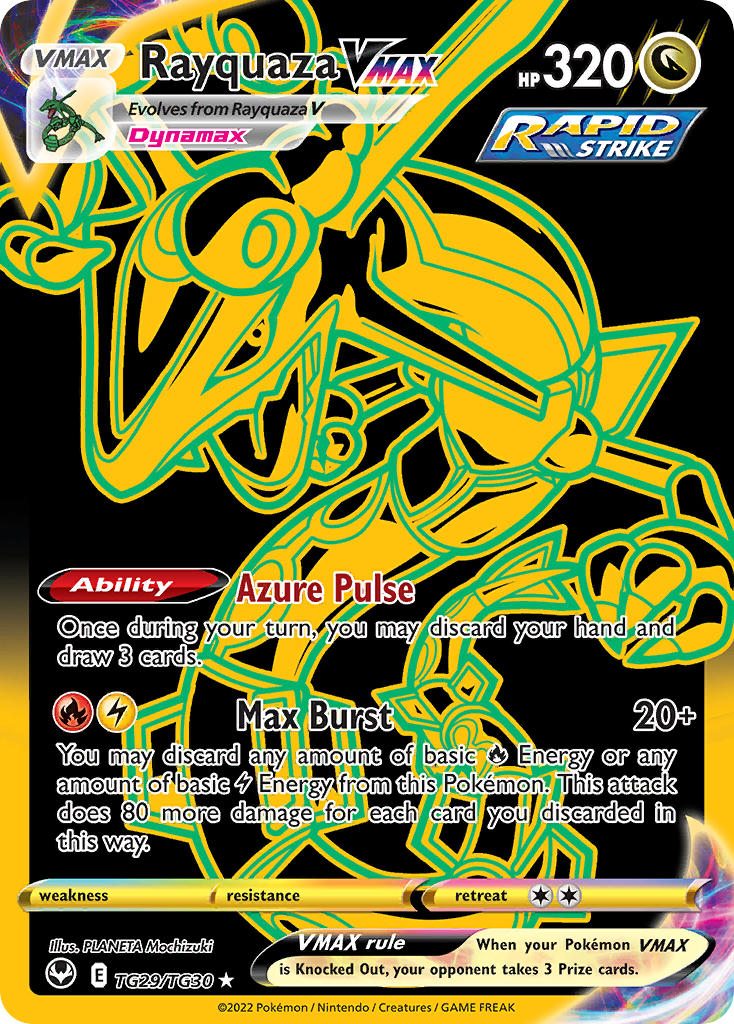 VMAX
Rayquaza VMAX
HP 320
Evolves from Rayquaza V
Dynamax
RAPID
STRIKE
Ability Azure Pulse
Once during your turn, you may discard your hand and
draw 3 cards.
Max Burst 20+
You may discard any amount of basic Energy or any
amount of basic Energy from this Pokémon. This attack
does 80 more damage for each card you discarded in
this way.
weakness resistance retreat
Illus. PLANETA Mochizuki
VMAX rule When your Pokémon VMAX
is Knocked Out, your opponent takes 3 Prize cards.
E TG29/TG30 ★
©2022 Pokémon / Nintendo / Creatures / GAME FREAK